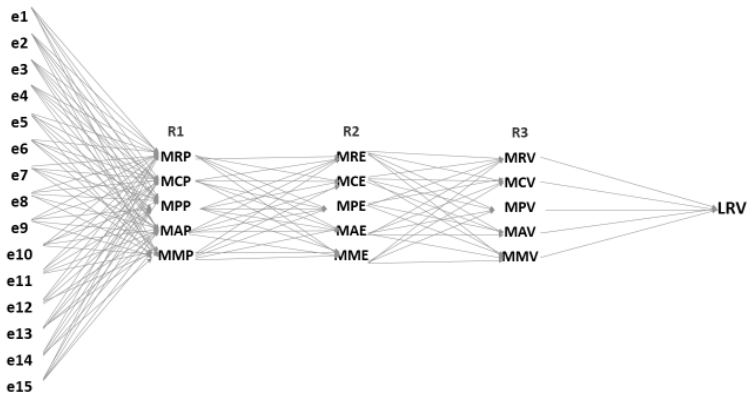 e1
e2
e3
e4
e5
e6
e7
e8
e9
e10
e11
e12
e13
e14
e15
R1
MRP
MCP
MPP
MAP
MMP
R2
MRE
MCE
MPE
MAE
MME
R3
MRV
MCV
MPV
MAV
MMV
LRV